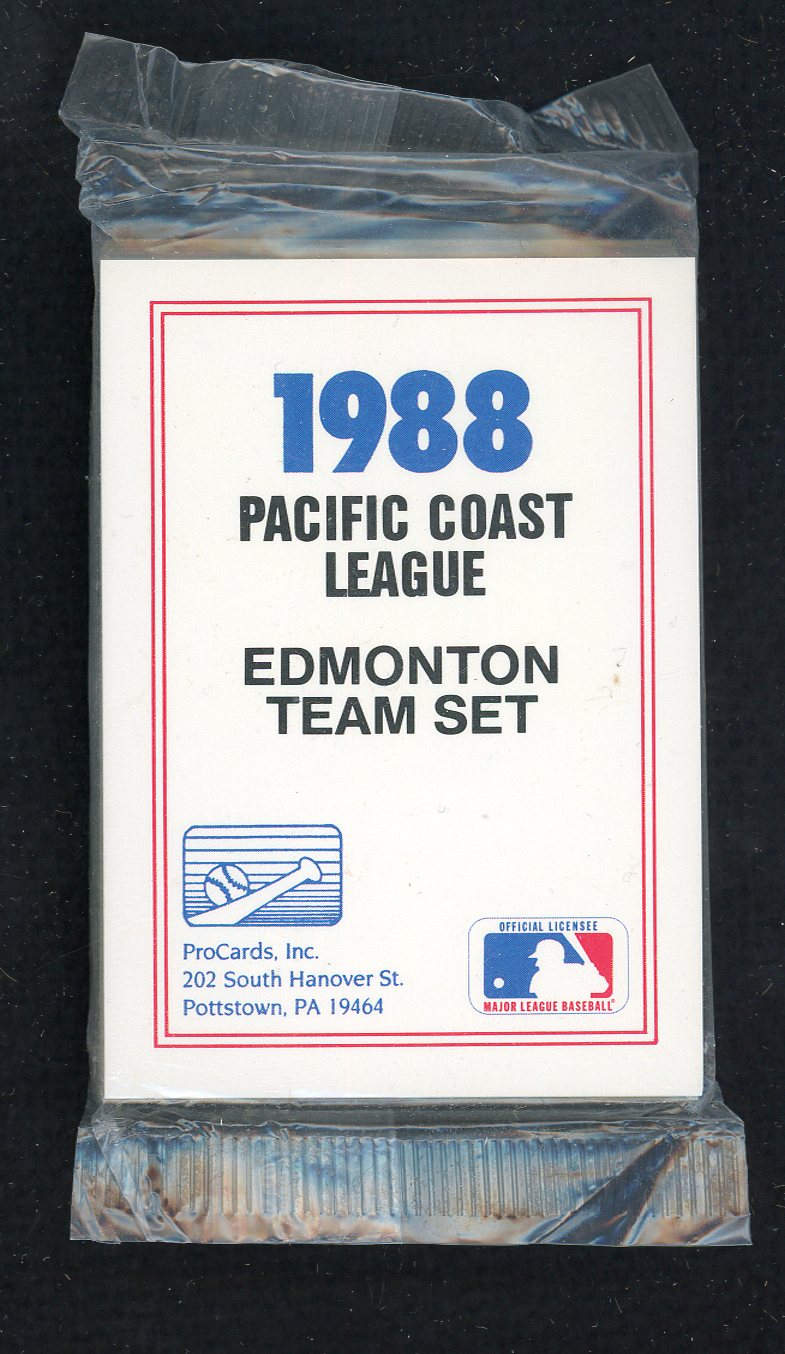 1988
PACIFIC COAST
LEAGUE
EDMONTON
TEAM SET
ProCards, Inc.
202 South Hanover St.
Pottstown, PA 19464
OFFICIAL LICENSEE
MAJOR LEAGUE BASEBALL®